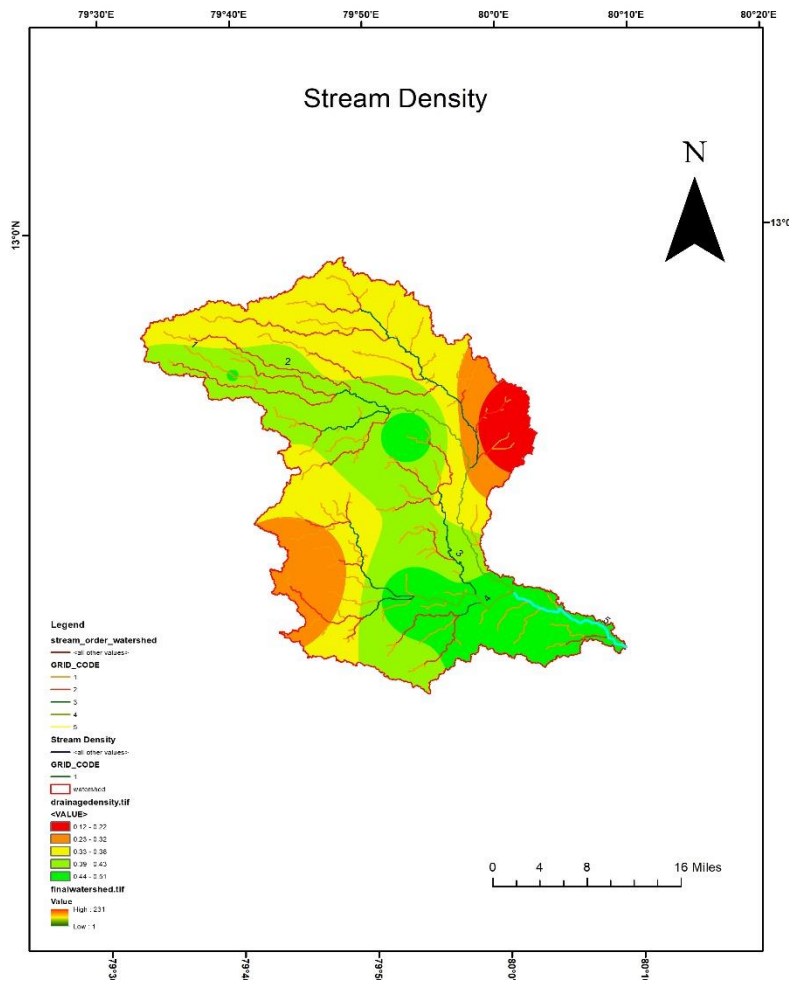 79°30'E 79°40'E 79°50'E 80°0'E 80°10'E 80°20'E
Stream Density
N
13°0'N
13°0'
2
3
4
5
Legend
stream_order_watershed
<all other values>
GRID_CODE
1
2
3
4
5
Stream Density
<all other values>
GRID_CODE
1
watershed
drainagedensity.tif
<VALUE>
0.12 - 0.22
0.23 - 0.32
0.33 - 0.38
0.39 - 0.43
0.44 - 0.51
finalwatershed.tif
Value
High : 231
Low : 1
0 4 8 16 Miles
80°0'
80°1